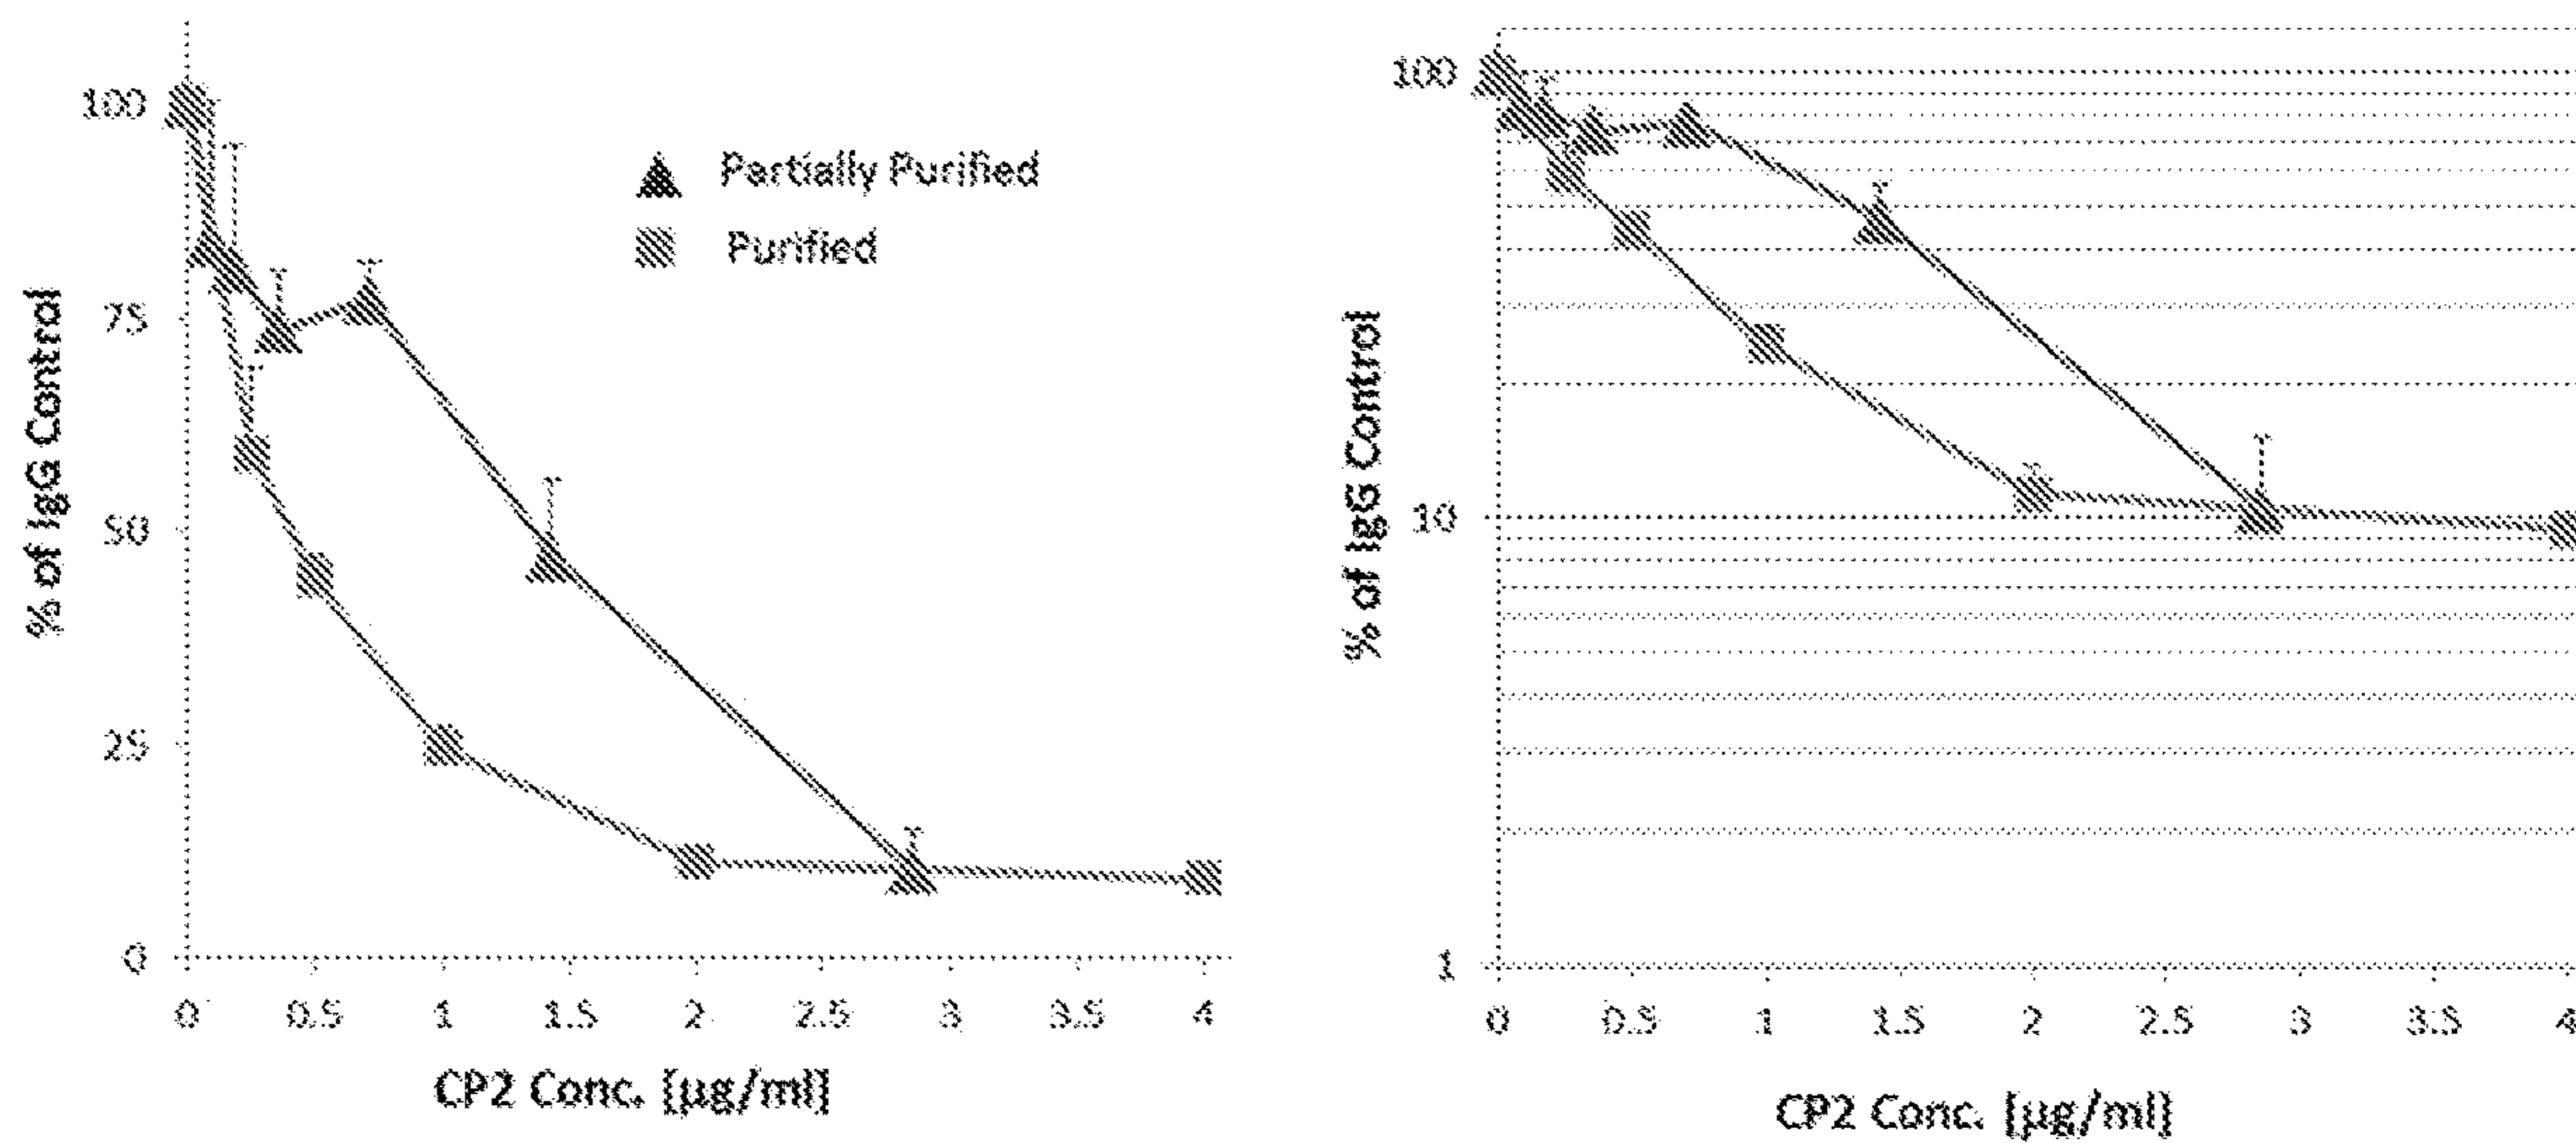 100
75
50
25
0
% of IgG Control
Partially Purified
Purified
0 0.5 1 1.5 2 2.5 3 3.5 4
CP2 Conc. [µg/ml]
100
10
1
% of IgG Control
0 0.5 1 1.5 2 2.5 3 3.5 4
CP2 Conc. [µg/ml]